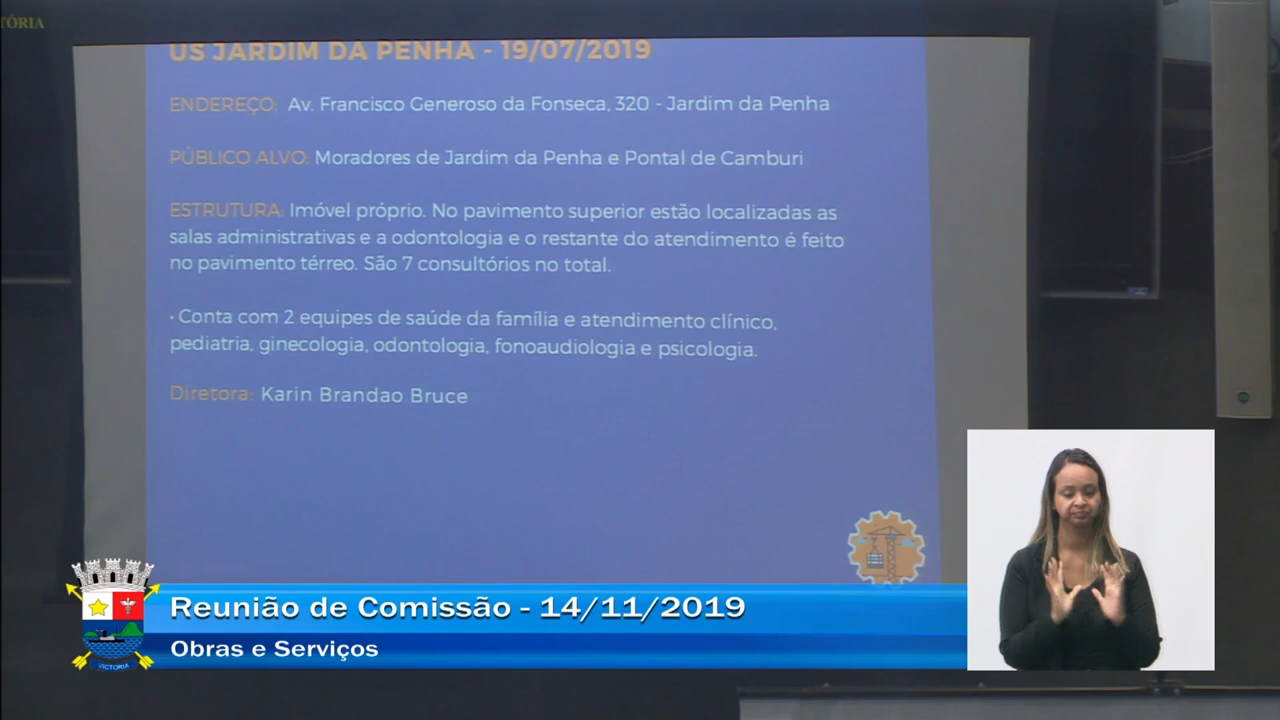 TÓRIA
US JARDIM DA PENHA - 19/07/2019
ENDEREÇO: Av. Francisco Generoso da Fonseca, 320 - Jardim da Penha
PÚBLICO ALVO: Moradores de Jardim da Penha e Pontal de Camburi
ESTRUTURA: Imóvel próprio. No pavimento superior estão localizadas as
salas administrativas e a odontologia e o restante do atendimento é feito
no pavimento térreo. São 7 consultórios no total.
• Conta com 2 equipes de saúde da família e atendimento clínico,
pediatria, ginecologia, odontologia, fonoaudiologia e psicologia.
Diretora: Karin Brandao Bruce
Reunião de Comissão - 14/11/2019
Obras e Serviços
VICTORIA